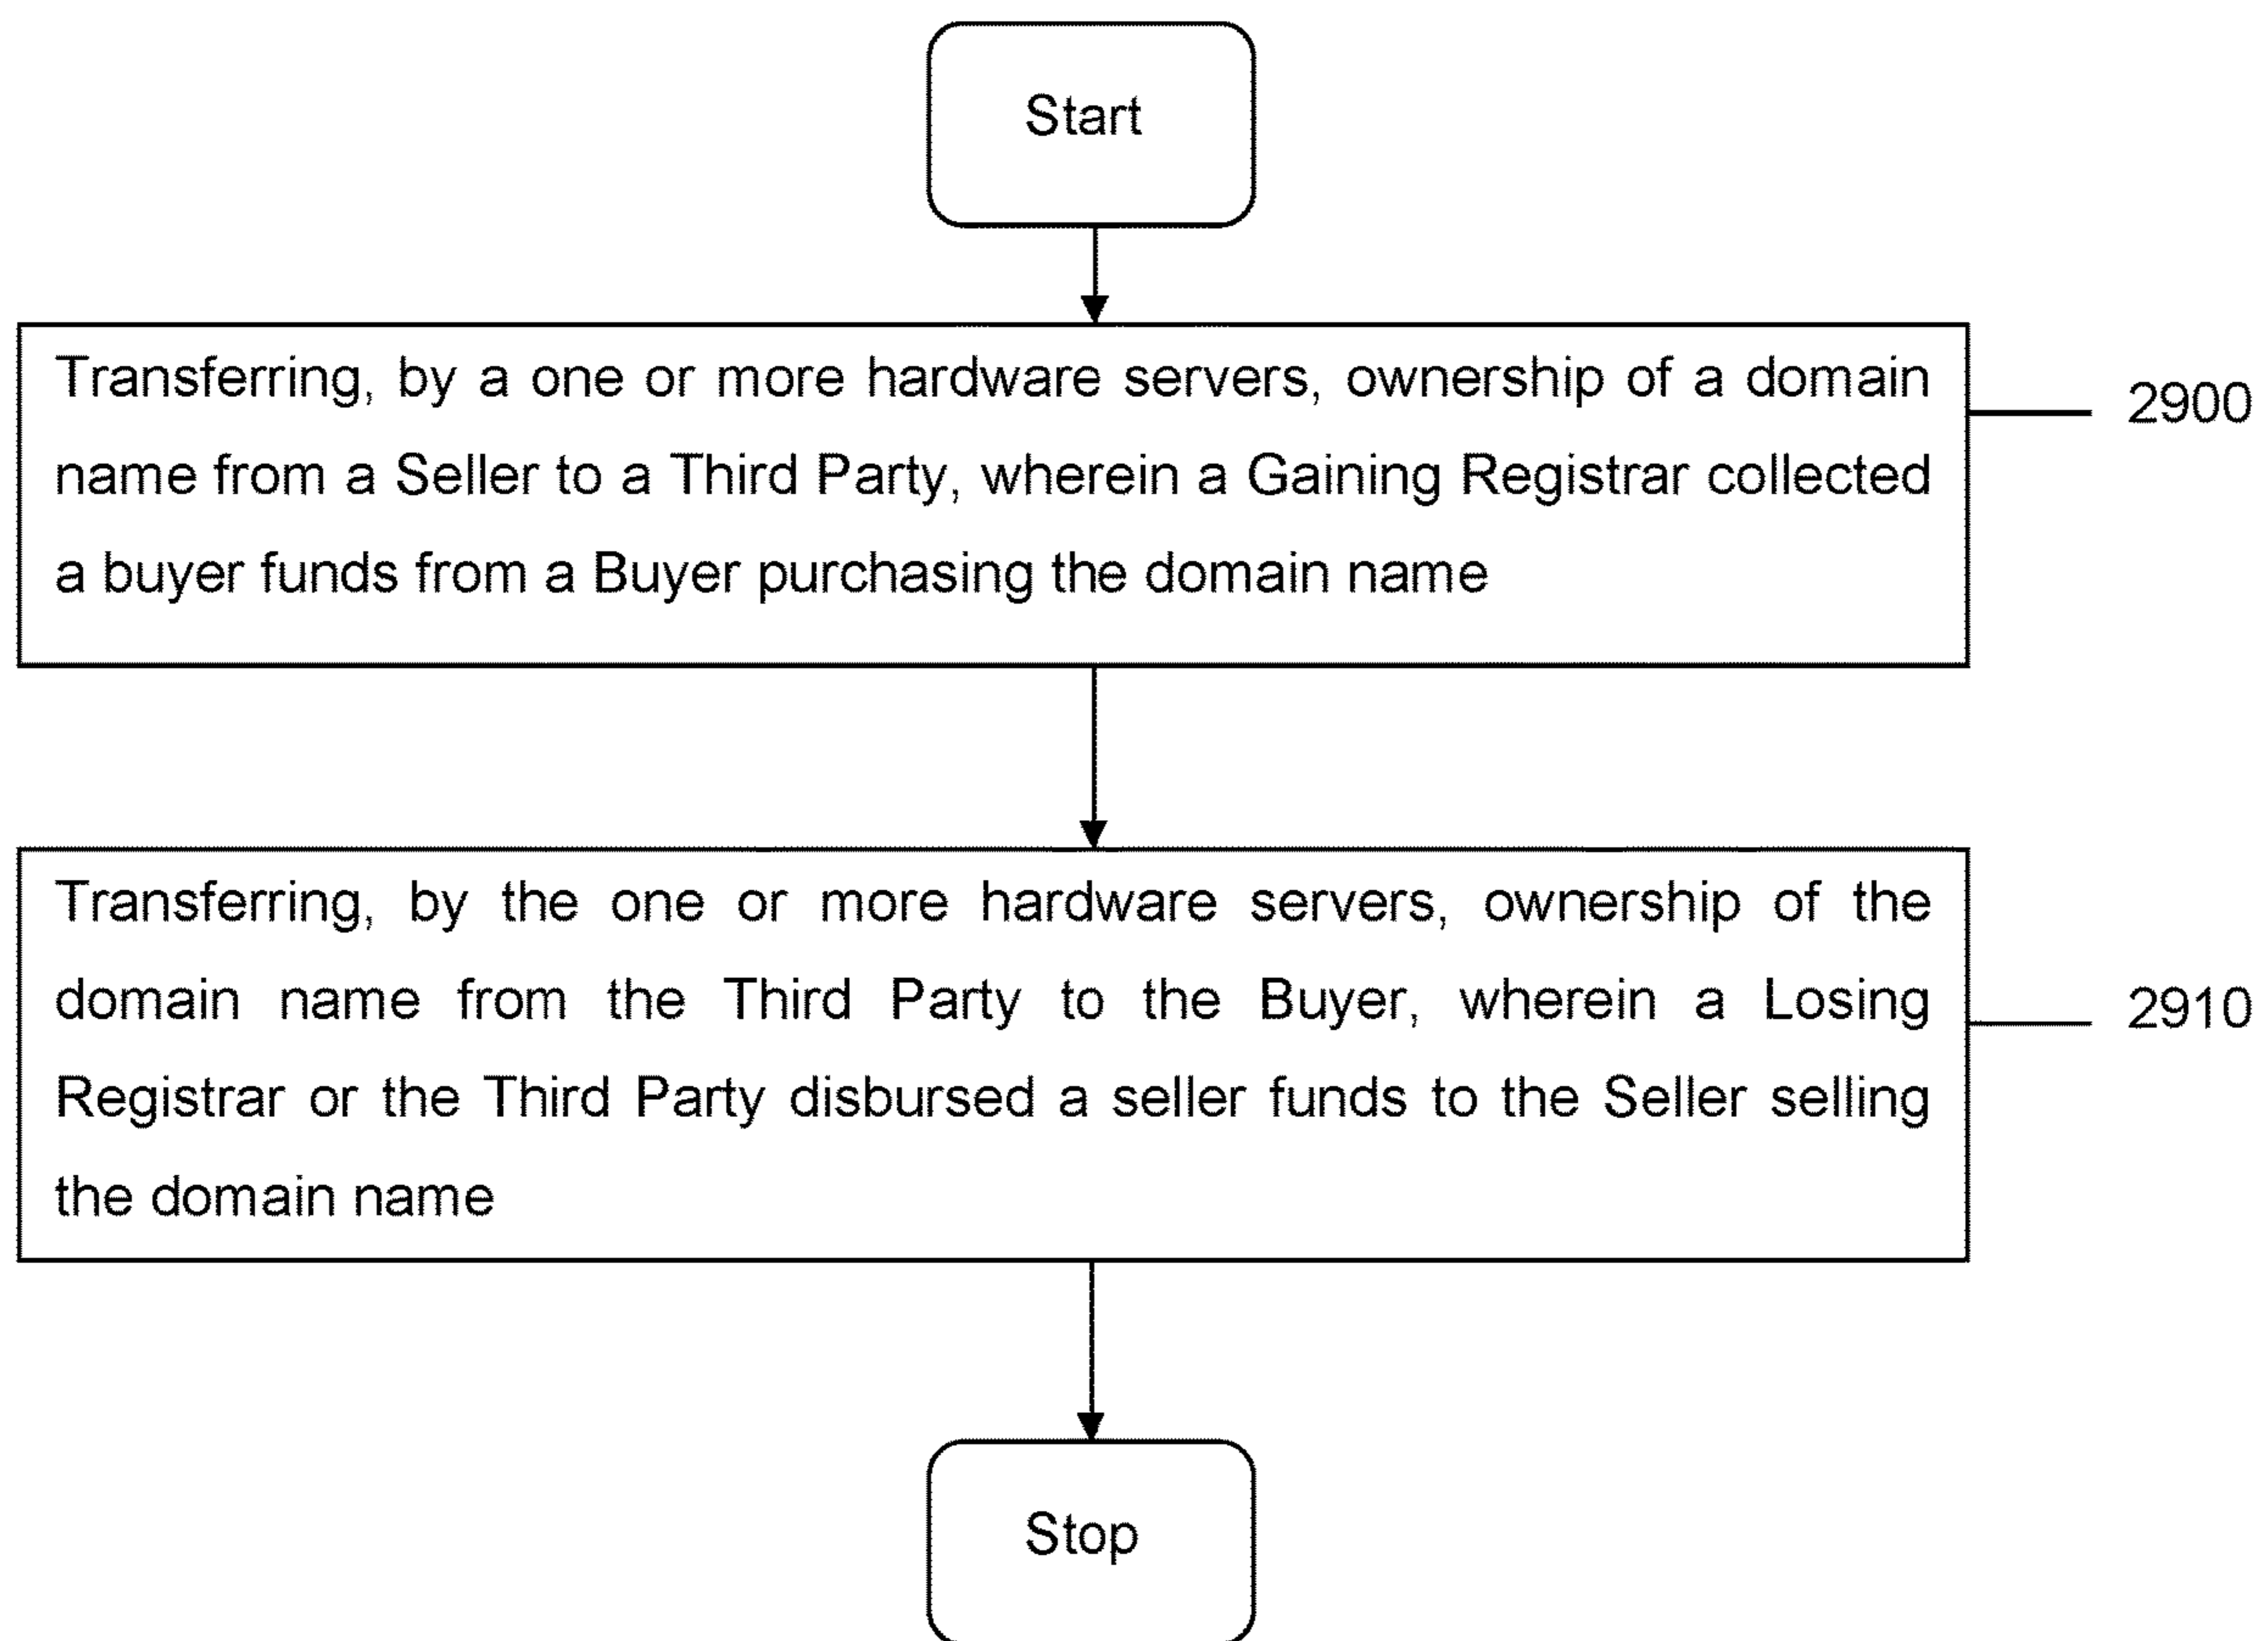 Start
Transferring, by a one or more hardware servers, ownership of a domain
name from a Seller to a Third Party, wherein a Gaining Registrar collected
a buyer funds from a Buyer purchasing the domain name
2900
Transferring, by the one or more hardware servers, ownership of the
domain name from the Third Party to the Buyer, wherein a Losing
Registrar or the Third Party disbursed a seller funds to the Seller selling
the domain name
2910
Stop